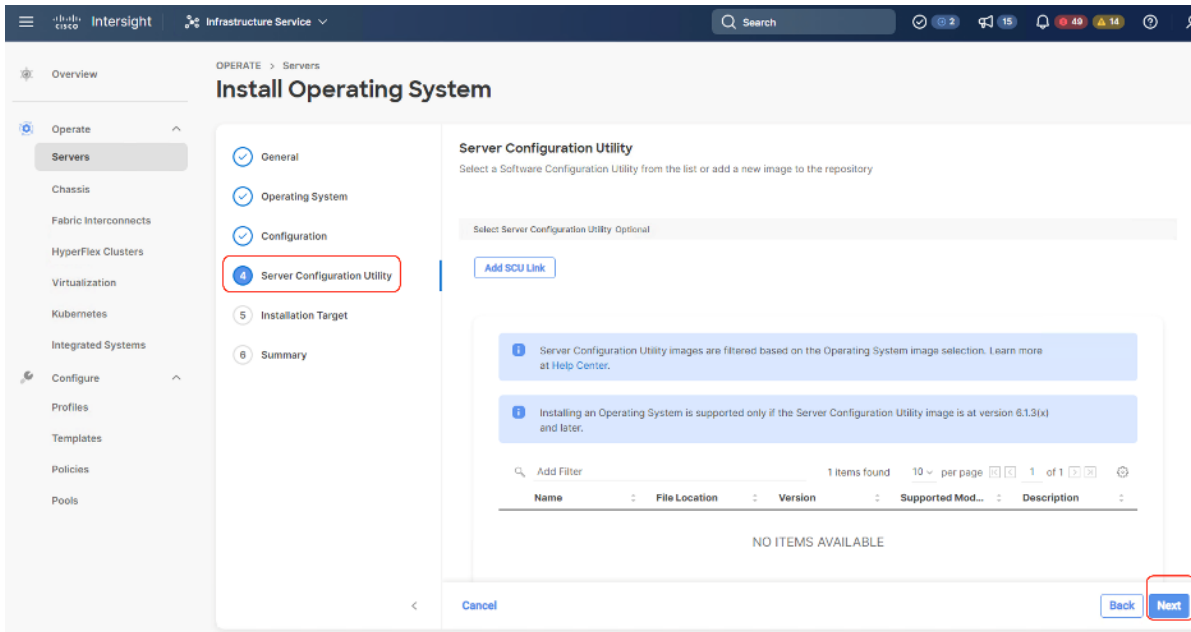 cisco Intersight
Infrastructure Service
Search
2
15
49
14
Overview
Operate
Servers
Chassis
Fabric Interconnects
HyperFlex Clusters
Virtualization
Kubernetes
Integrated Systems
Configure
Profiles
Templates
Policies
Pools
OPERATE > Servers
Install Operating System
General
Operating System
Configuration
4 Server Configuration Utility
5 Installation Target
6 Summary
Server Configuration Utility
Select a Software Configuration Utility from the list or add a new image to the repository
Select Server Configuration Utility Optional
Add SCU Link
Server Configuration Utility images are filtered based on the Operating System image selection. Learn more
at Help Center.
Installing an Operating System is supported only if the Server Configuration Utility image is at version 6.1.3(x)
and later.
Add Filter 1 items found 10 per page 1 of 1
Name File Location Version Supported Mod... Description
NO ITEMS AVAILABLE
Cancel Back Next